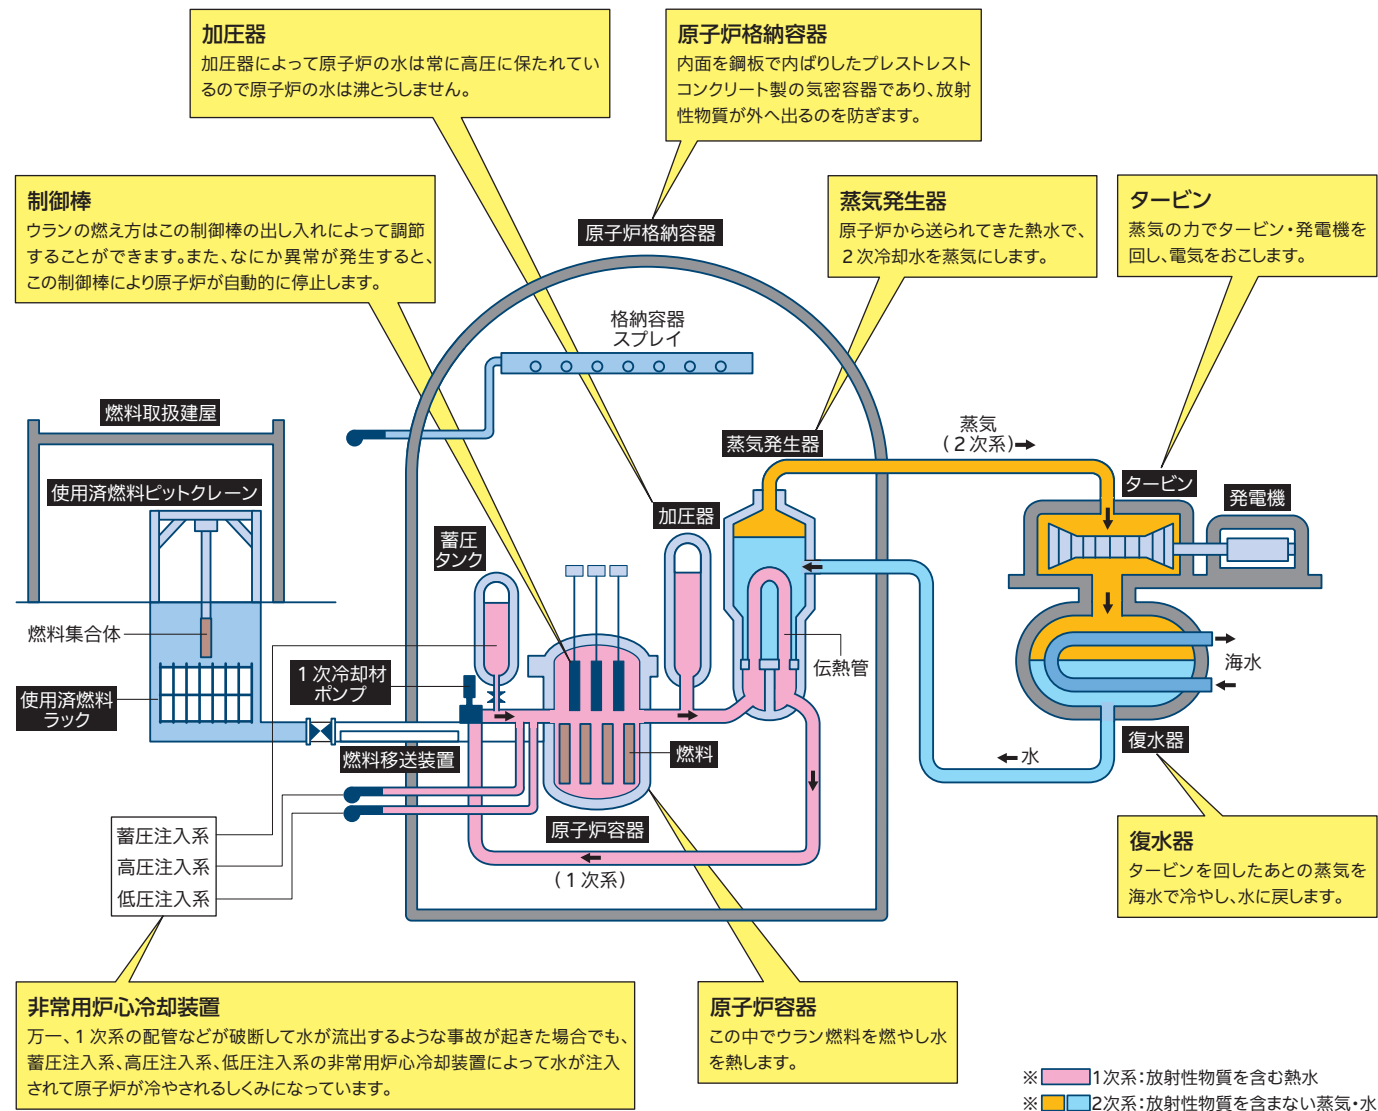 加圧器
加圧器によって原子炉の水は常に高圧に保たれてい
るので原子炉の水は沸とうしません。
原子炉格納容器
内面を鋼板で内ばりしたプレストレスト
コンクリート製の気密容器であり、放射
性物質が外へ出るのを防ぎます。
制御棒
ウランの燃え方はこの制御棒の出し入れによって調節
することができます。また、なにか異常が発生すると、
この制御棒により原子炉が自動的に停止します。
蒸気発生器
原子炉から送られてきた熱水で、
２次冷却水を蒸気にします。
タービン
蒸気の力でタービン・発電機を
回し、電気をおこします。
原子炉格納容器
格納容器
スプレイ
燃料取扱建屋
蒸気発生器
蒸気
(２次系)➡
使用済燃料ピットクレーン
タービン
発電機
加圧器
蓄圧
タンク
燃料集合体
１次冷却材
ポンプ
伝熱管
海水
使用済燃料
ラック
燃料移送装置
燃料
復水器
⬅水
原子炉容器
蓄圧注入系
高圧注入系
低圧注入系
(１次系)
復水器
タービンを回したあとの蒸気を
海水で冷やし、水に戻します。
非常用炉心冷却装置
万一、１次系の配管などが破断して水が流出するような事故が起きた場合でも、
蓄圧注入系、高圧注入系、低圧注入系の非常用炉心冷却装置によって水が注入
されて原子炉が冷やされるしくみになっています。
原子炉容器
この中でウラン燃料を燃やし水
を熱します。
※1次系：放射性物質を含む熱水
※2次系：放射性物質を含まない蒸気・水